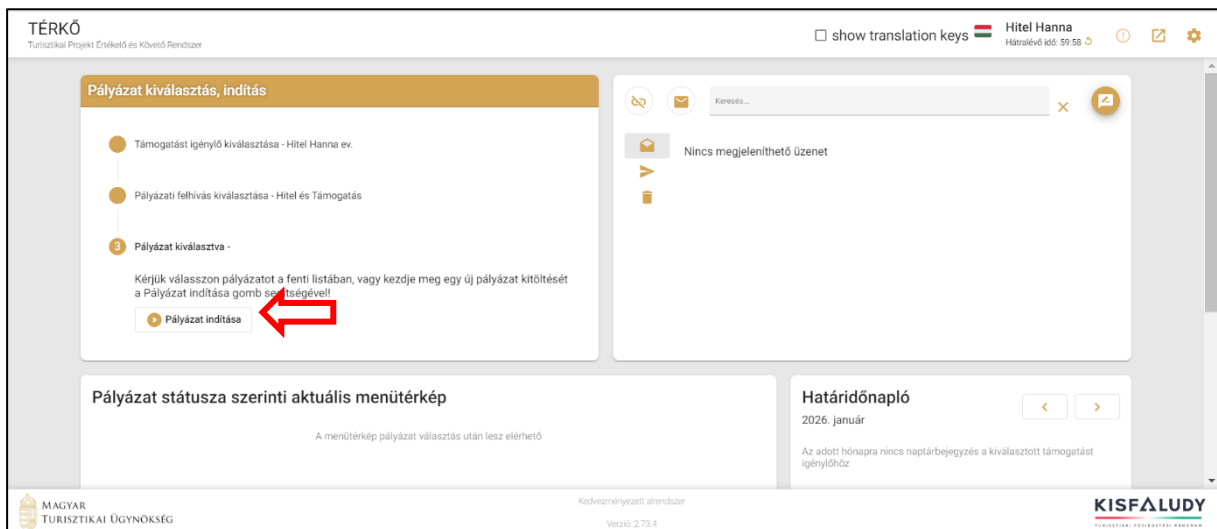 TÉRKŐ
Turisztikai Projekt Értékelő és Követő Rendszer
show translation keys
Hitel Hanna
Hátralévő idő: 59:58
Pályázat kiválasztás, indítás
Támogatást igénylő kiválasztása - Hitel Hanna ev.
Pályázati felhívás kiválasztása - Hitel és Támogatás
3 Pályázat kiválasztva -
Kérjük válasszon pályázatot a fenti listában, vagy kezdje meg egy új pályázat kitöltését
a Pályázat indítása gomb segítségével!
Pályázat indítása
Keresés...
Nincs megjeleníthető üzenet
Pályázat státusza szerinti aktuális menütérkép
A menütérkép pályázat választás után lesz elérhető
Határidőnapló
2026. január
Az adott hónapra nincs naptárbejegyzés a kiválasztott támogatást
igénylőhöz
MAGYAR
TURISZTIKAI ÜGYNÖKSÉG
Kedvezményezett alrendszer
Verzió: 2.73.4
KISFALUDY
TURISZTIKAI FEJLESZTÉSI PROGRAM